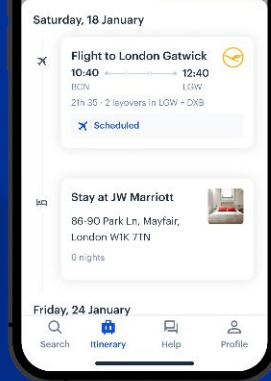 Saturday, 18 January
Flight to London Gatwick
10:40 12:40
BCN LGW
21h 35 · 2 layovers in LGW + DXB
Scheduled
Stay at JW Marriott
86-90 Park Ln, Mayfair,
London W1K 7TN
6 nights
Friday, 24 January
Search Itinerary Help Profile